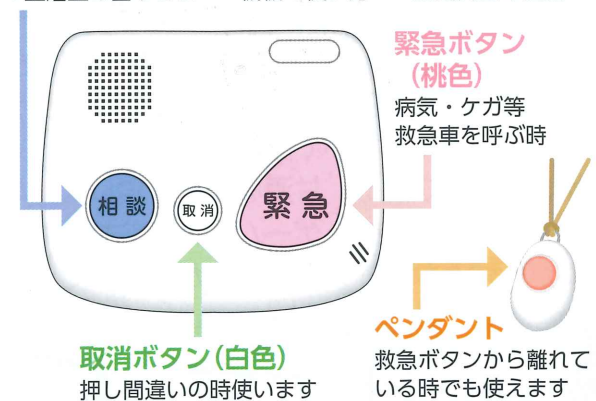 緊急ボタン
(桃色)
病気・ケガ等
救急車を呼ぶ時
相談
取消
緊急
取消ボタン(白色)
押し間違いの時使います
ペンダント
救急ボタンから離れて
いる時でも使えます